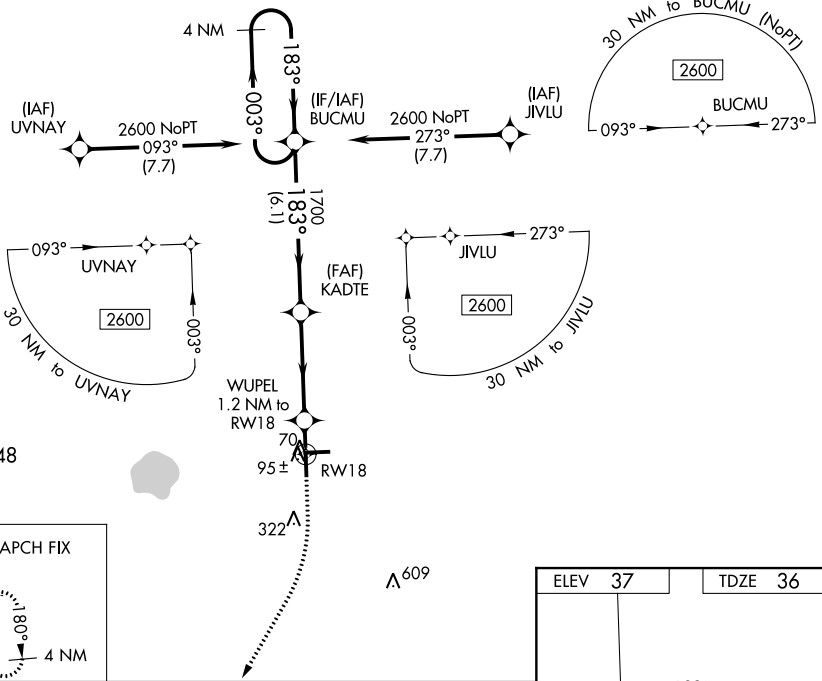 4 NM
183°
003°
(IAF)
UVNAY
2600 NoPT
093°
(7.7)
(IF/IAF)
BUCMU
2600 NoPT
273°
(7.7)
(IAF)
JIVLU
30 NM to BUCMU (NoPT)
2600
BUCMU
093°
273°
1700
183°
(6.1)
093°
UVNAY
2600
003°
30 NM to UVNAY
(FAF)
KADTE
273°
JIVLU
2600
003°
30 NM to JIVLU
WUPEL
1.2 NM to
RW18
70
95±
RW18
48
322
609
APCH FIX
180°
4 NM
ELEV 37
TDZE 36